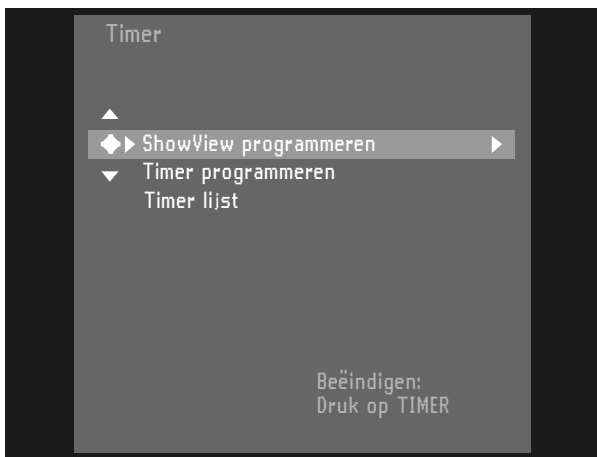 Timer
ShowView programmeren
Timer programmeren
Timer lijst
Beëindigen:
Druk op TIMER